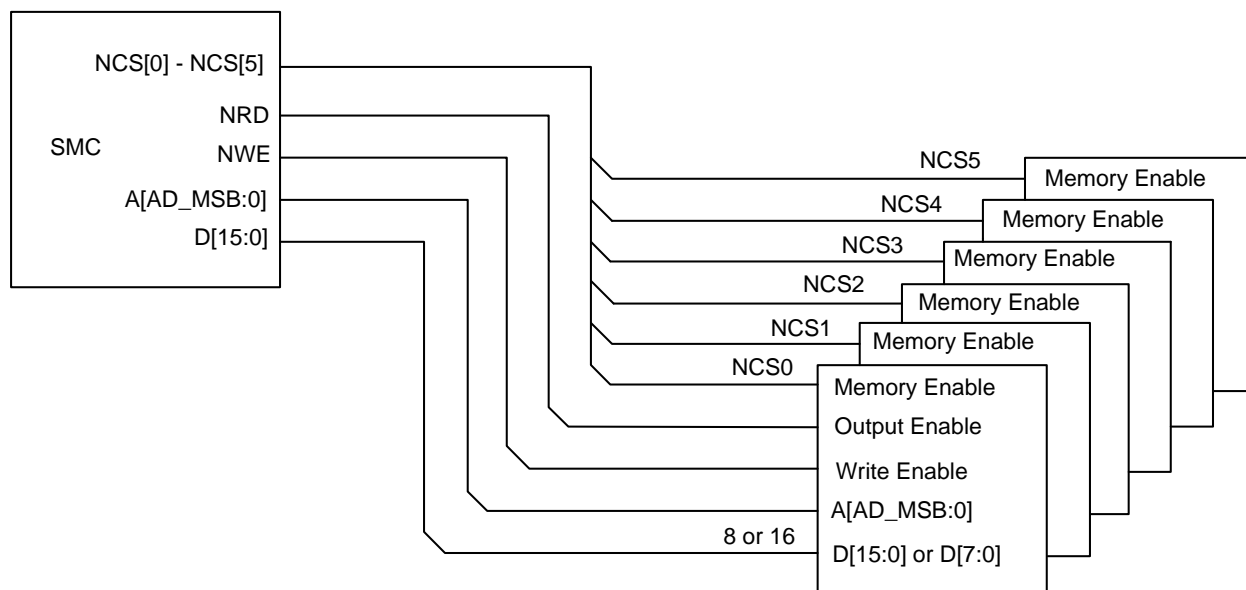 NCS[0] - NCS[5]
NRD
SMC
NWE
A[AD_MSB:0]
D[15:0]
NCS5
Memory Enable
NCS4
Memory Enable
NCS3
Memory Enable
NCS2
Memory Enable
NCS1
Memory Enable
NCS0
Memory Enable
Output Enable
Write Enable
A[AD_MSB:0]
8 or 16
D[15:0] or D[7:0]